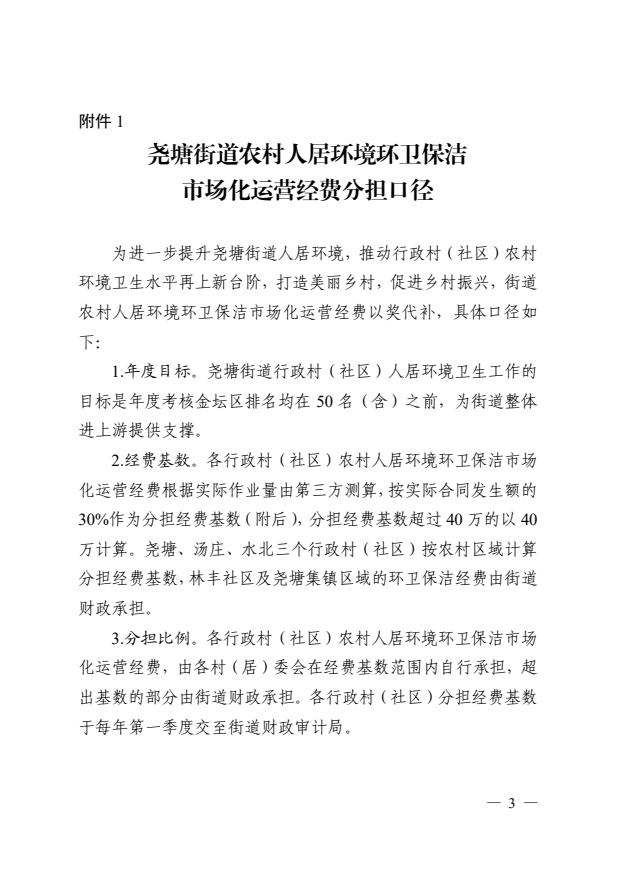 附件 1
尧塘街道农村人居环境环卫保洁
市场化运营经费分担口径
为进一步提升尧塘街道人居环境，推动行政村（社区）农村
环境卫生水平再上新台阶，打造美丽乡村，促进乡村振兴，街道
农村人居环境环卫保洁市场化运营经费以奖代补，具体口径如
下：
1.年度目标。尧塘街道行政村（社区）人居环境卫生工作的
目标是年度考核金坛区排名均在 50 名（含）之前，为街道整体
进上游提供支撑。
2.经费基数。各行政村（社区）农村人居环境环卫保洁市场
化运营经费根据实际作业量由第三方测算，按实际合同发生额的
30%作为分担经费基数（附后），分担经费基数超过 40 万的以 40
万计算。尧塘、汤庄、水北三个行政村（社区）按农村区域计算
分担经费基数，林丰社区及尧塘集镇区域的环卫保洁经费由街道
财政承担。
3.分担比例。各行政村（社区）农村人居环境环卫保洁市场
化运营经费，由各村（居）委会在经费基数范围内自行承担，超
出基数的部分由街道财政承担。各行政村（社区）分担经费基数
于每年第一季度交至街道财政审计局。
— 3 —